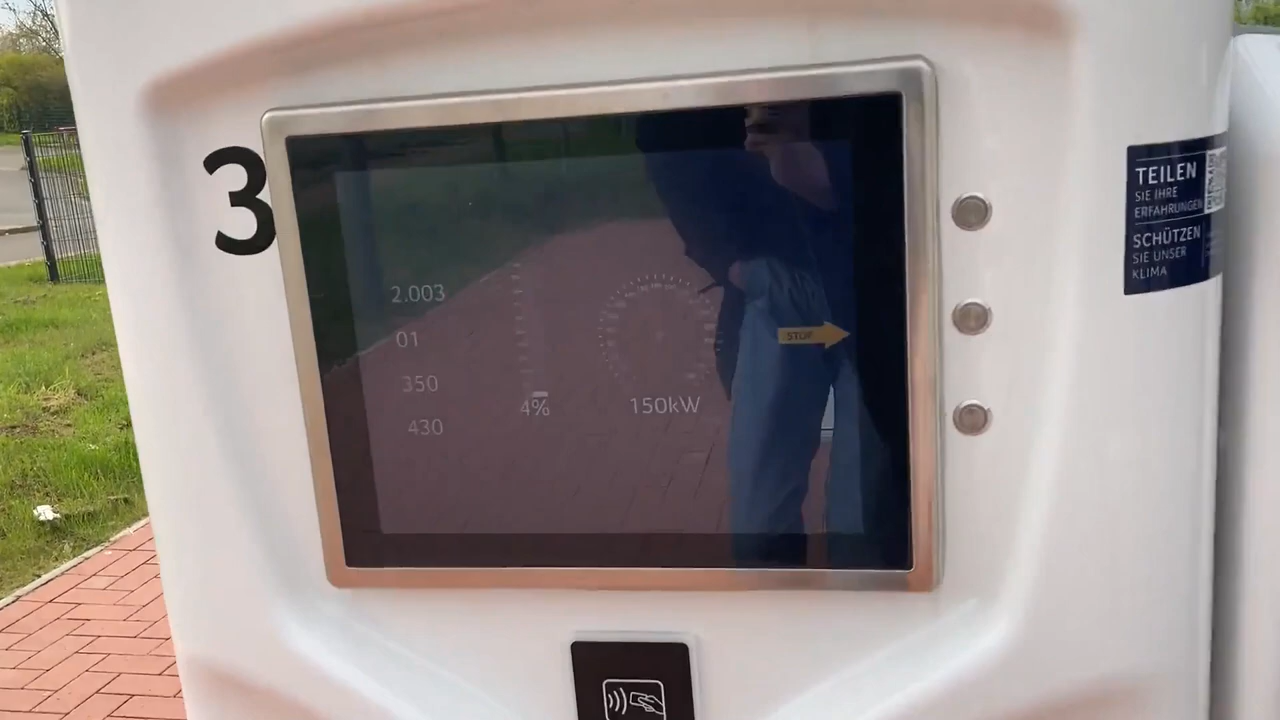 3
2.003
01
350
430
4%
150kW
STOP
TEILEN
SIE IHRE
ERFAHRUNGEN
SCHÜTZEN
SIE UNSER
KLIMA